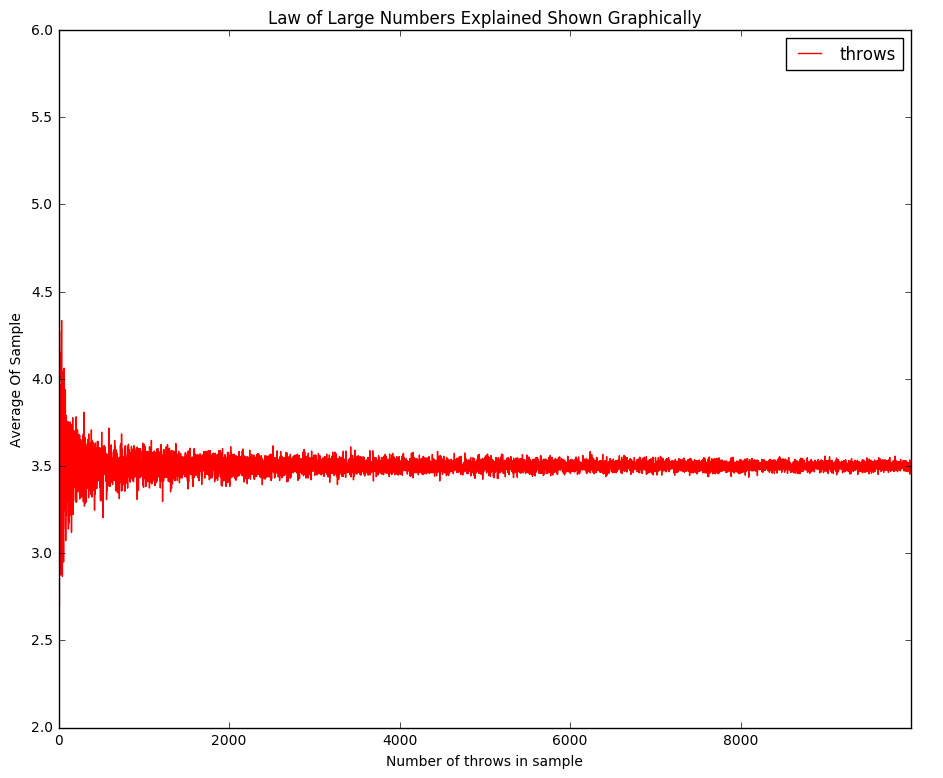 Law of Large Numbers Explained Shown Graphically
throws
6.0
5.5
5.0
4.5
4.0
3.5
3.0
2.5
2.0
Average Of Sample
0 2000 4000 6000 8000
Number of throws in sample